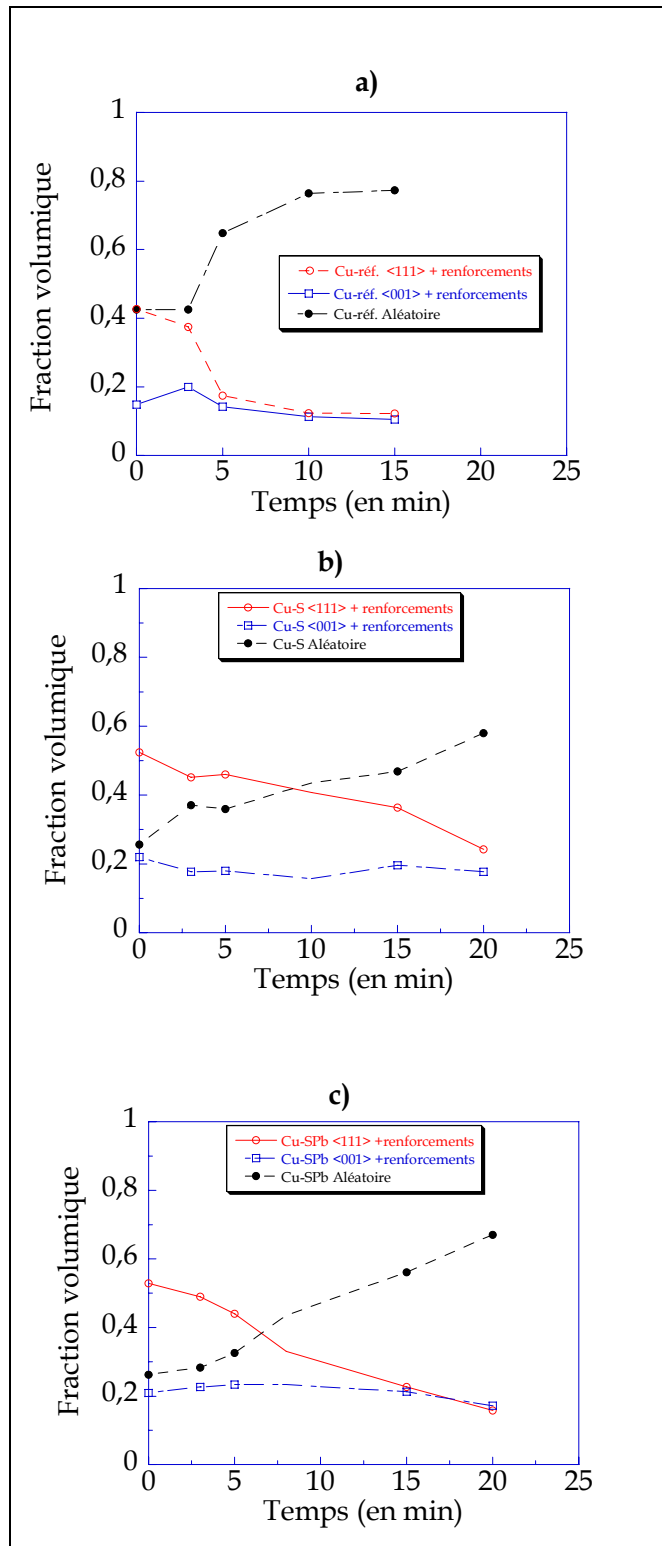 a)
1
0,8
0,6
0,4
0,2
0
Fraction volumique
Cu-réf. <111> + renforcements
Cu-réf. <001> + renforcements
Cu-réf. Aléatoire
0 5 10 15 20 25
Temps (en min)
b)
1
0,8
0,6
0,4
0,2
0
Fraction volumique
Cu-S <111> + renforcements
Cu-S <001> + renforcements
Cu-S Aléatoire
0 5 10 15 20 25
Temps (en min)
c)
1
0,8
0,6
0,4
0,2
0
Fraction volumique
Cu-SPb <111> +renforcements
Cu-SPb <001> +renforcements
Cu-SPb Aléatoire
0 5 10 15 20 25
Temps (en min)